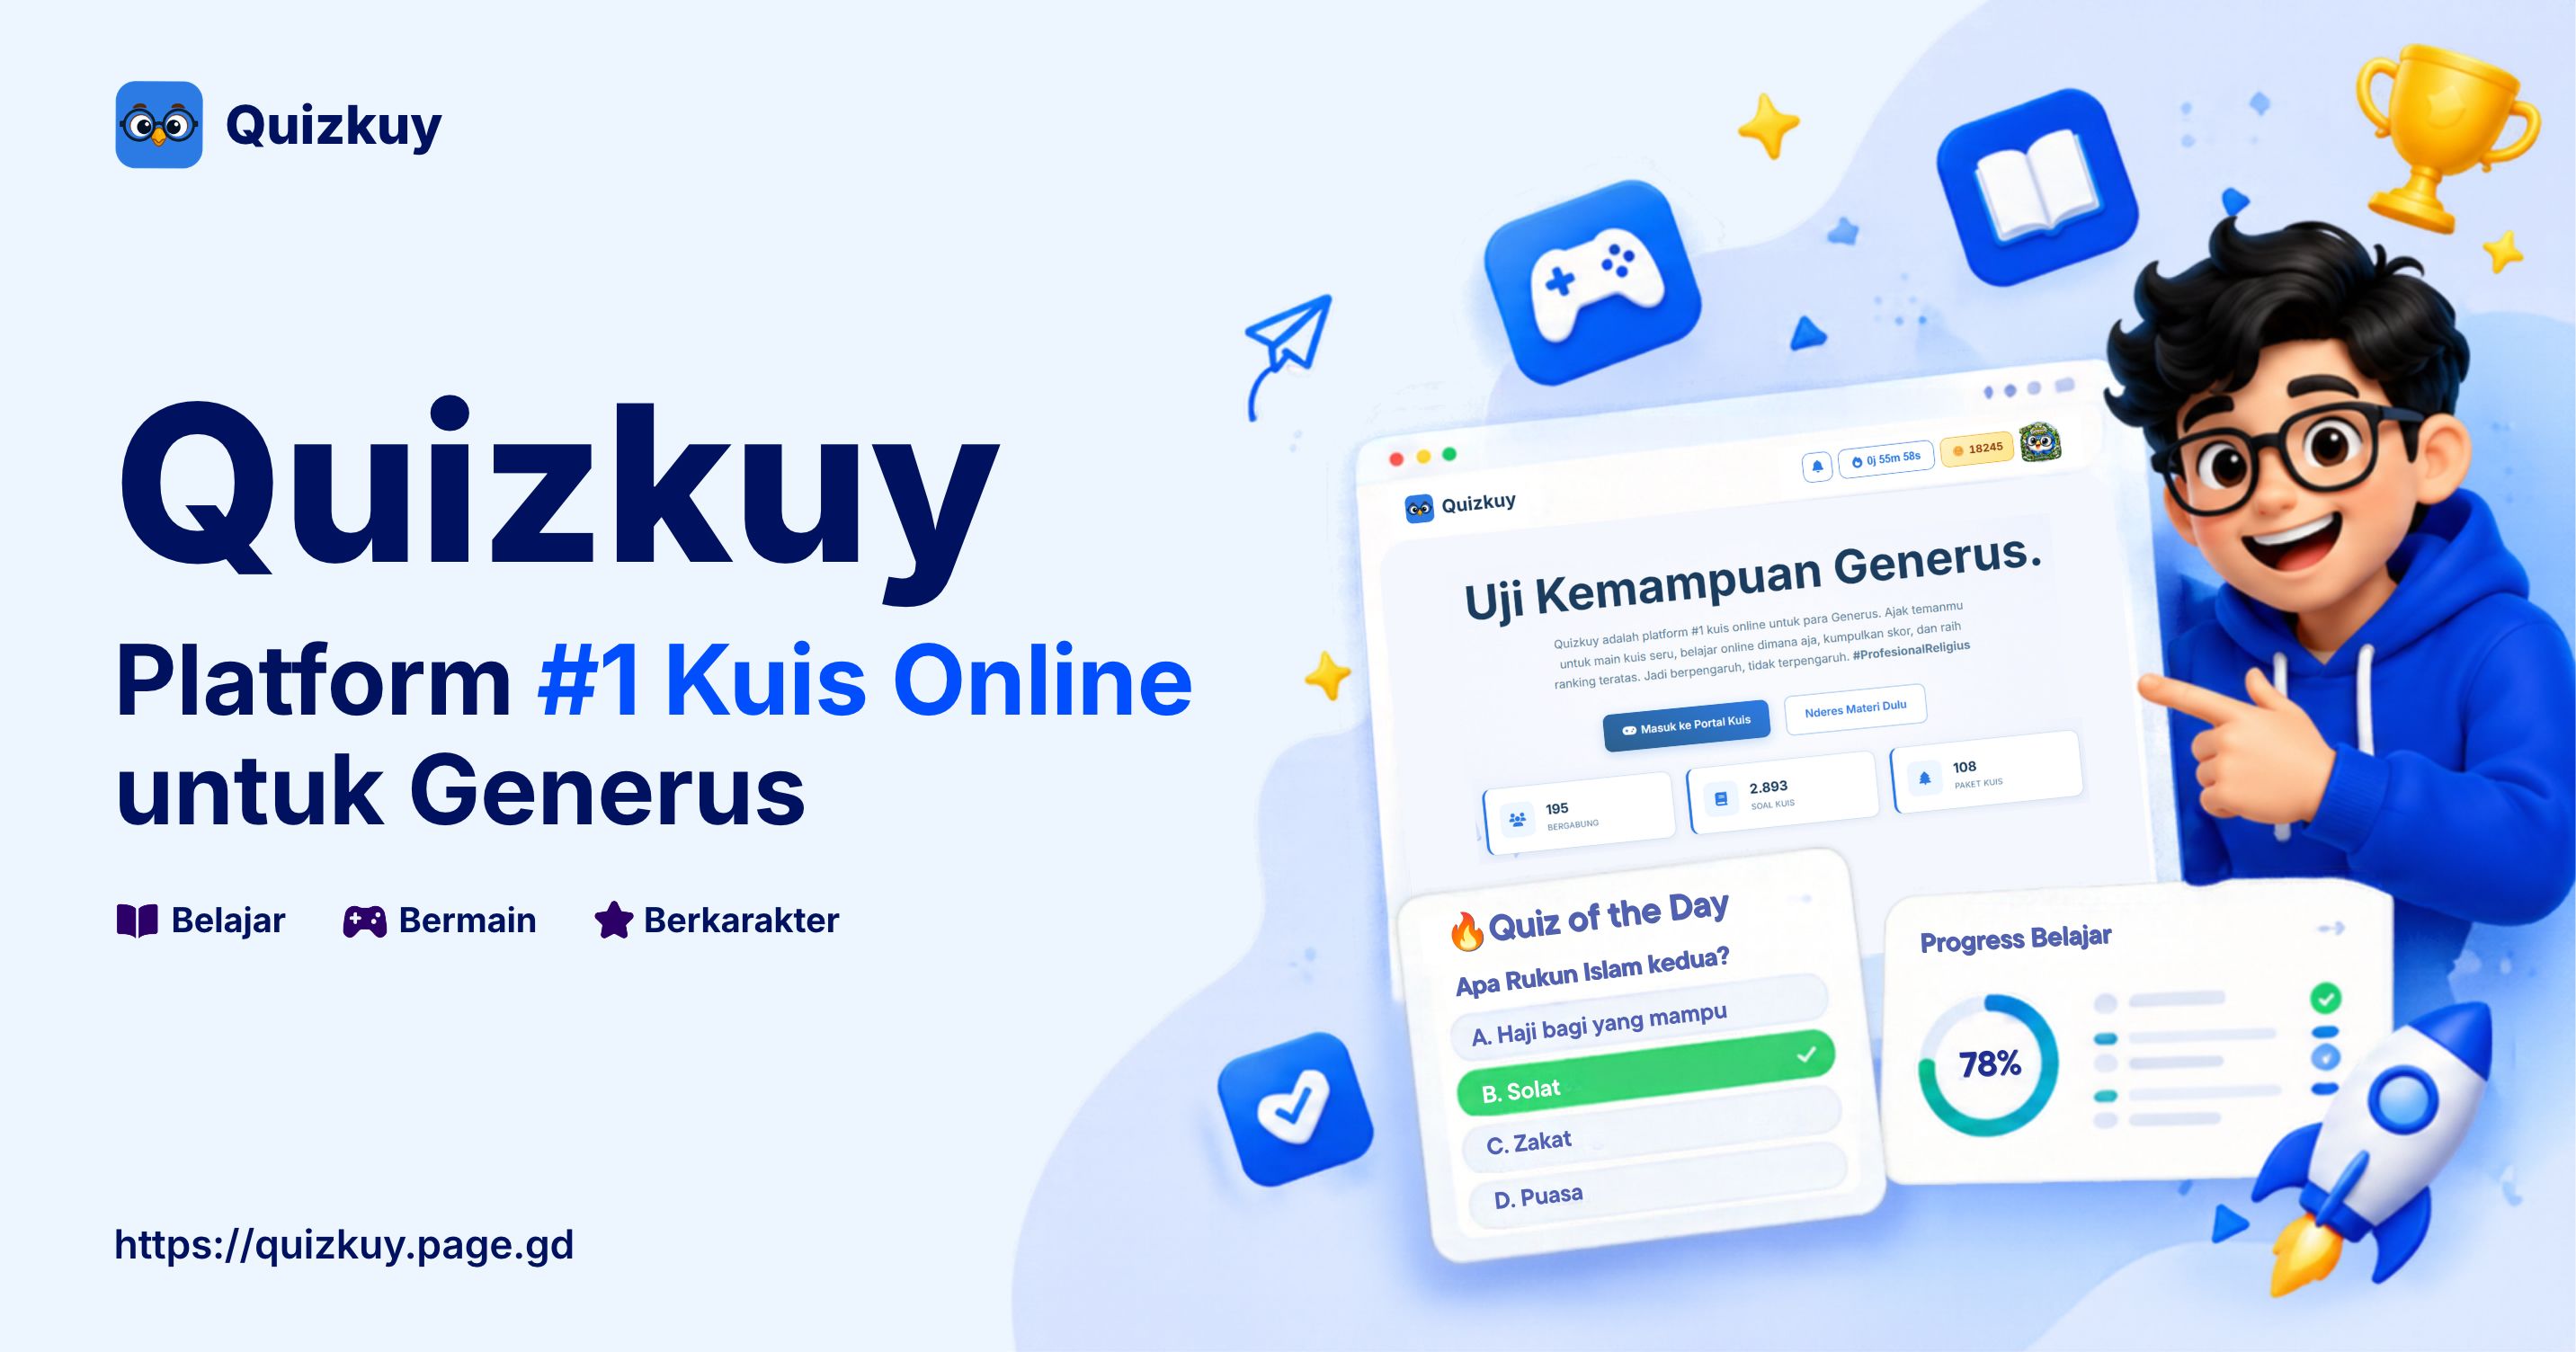 Quizkuy
Quizkuy
Platform #1 Kuis Online
untuk Generus
Belajar
Bermain
Berkarakter
https://quizkuy.page.gd
0j 55m 58s
18245
Quizkuy
Uji Kemampuan Generus.
Quizkuy adalah platform #1 kuis online untuk para Generus. Ajak temanmu
untuk main kuis seru, belajar online dimana aja, kumpulkan skor, dan raih
ranking teratas. Jadi berpengaruh, tidak terpengaruh. #ProfesionalReligius
Masuk ke Portal Kuis
Nderes Materi Dulu
195
BERGABUNG
2.893
SOAL KUIS
108
PAKET KUIS
Quiz of the Day
Apa Rukun Islam kedua?
A. Haji bagi yang mampu
B. Solat
C. Zakat
D. Puasa
Progress Belajar
78%